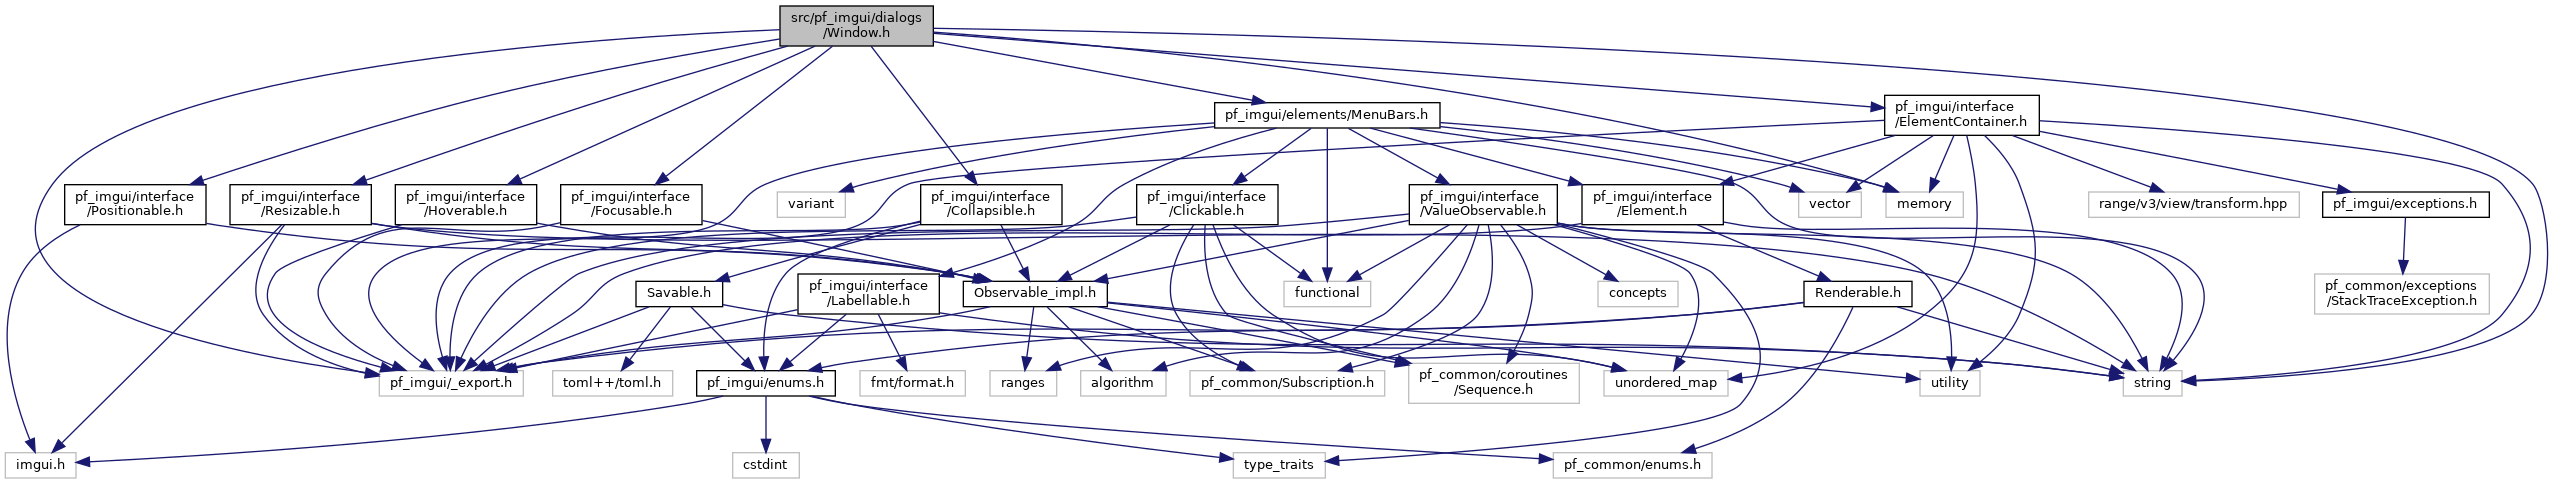 src/pf_imgui/dialogs
/Window.h
pf_imgui/elements/MenuBars.h
pf_imgui/interface
/ElementContainer.h
pf_imgui/interface
/Positionable.h
pf_imgui/interface
/Resizable.h
pf_imgui/interface
/Hoverable.h
pf_imgui/interface
/Focusable.h
variant
pf_imgui/interface
/Collapsible.h
pf_imgui/interface
/Clickable.h
pf_imgui/interface
/ValueObservable.h
pf_imgui/interface
/Element.h
vector
memory
range/v3/view/transform.hpp
pf_imgui/exceptions.h
Savable.h
pf_imgui/interface
/Labellable.h
Observable_impl.h
functional
concepts
Renderable.h
pf_common/exceptions
/StackTraceException.h
pf_imgui/_export.h
toml++/toml.h
pf_imgui/enums.h
fmt/format.h
ranges
algorithm
pf_common/Subscription.h
pf_common/coroutines
/Sequence.h
unordered_map
utility
string
imgui.h
cstdint
type_traits
pf_common/enums.h